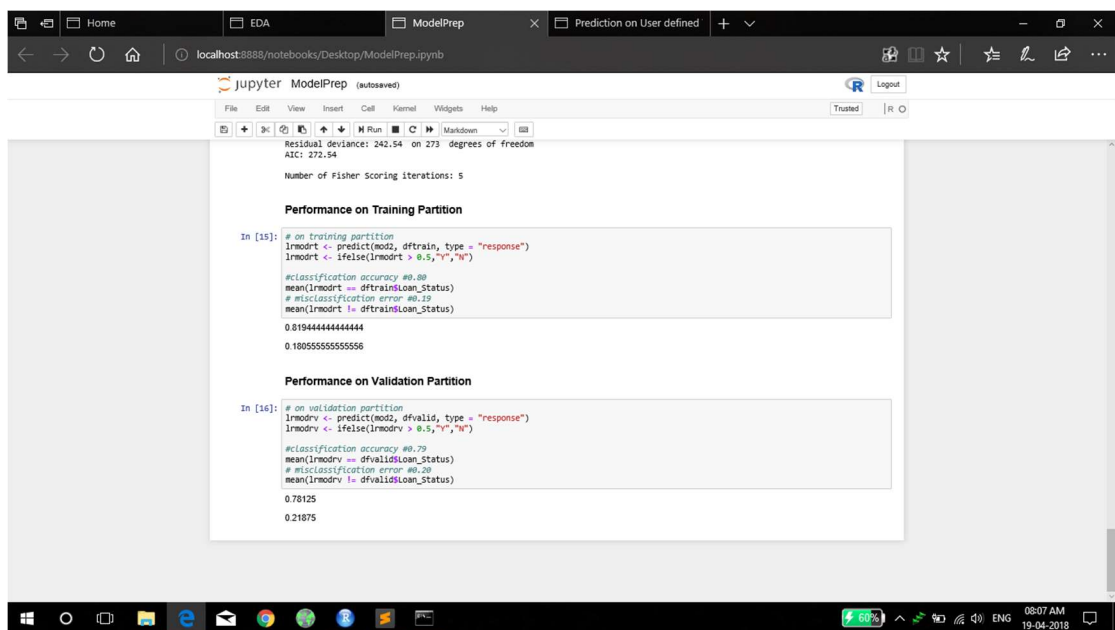 Home
EDA
ModelPrep
Prediction on User defined
localhost:8888/notebooks/Desktop/ModelPrep.ipynb
jupyter ModelPrep (autosaved)
R
Logout
File Edit View Insert Cell Kernel Widgets Help
Trusted
R
Run
Markdown
Residual deviance: 242.54 on 273 degrees of freedom
AIC: 272.54
Number of Fisher Scoring iterations: 5
Performance on Training Partition
In [15]: # on training partition
lrmodrt <- predict(mod2, dftrain, type = "response")
lrmodrt <- ifelse(lrmodrt > 0.5,"Y","N")
#classification accuracy #0.80
mean(lrmodrt == dftrain$Loan_Status)
# misclassification error #0.19
mean(lrmodrt != dftrain$Loan_Status)
0.819444444444444
0.180555555555556
Performance on Validation Partition
In [16]: # on validation partition
lrmodrv <- predict(mod2, dfvalid, type = "response")
lrmodrv <- ifelse(lrmodrv > 0.5,"Y","N")
#classification accuracy #0.79
mean(lrmodrv == dfvalid$Loan_Status)
# misclassification error #0.20
mean(lrmodrv != dfvalid$Loan_Status)
0.78125
0.21875
60%
ENG
08:07 AM
19-04-2018